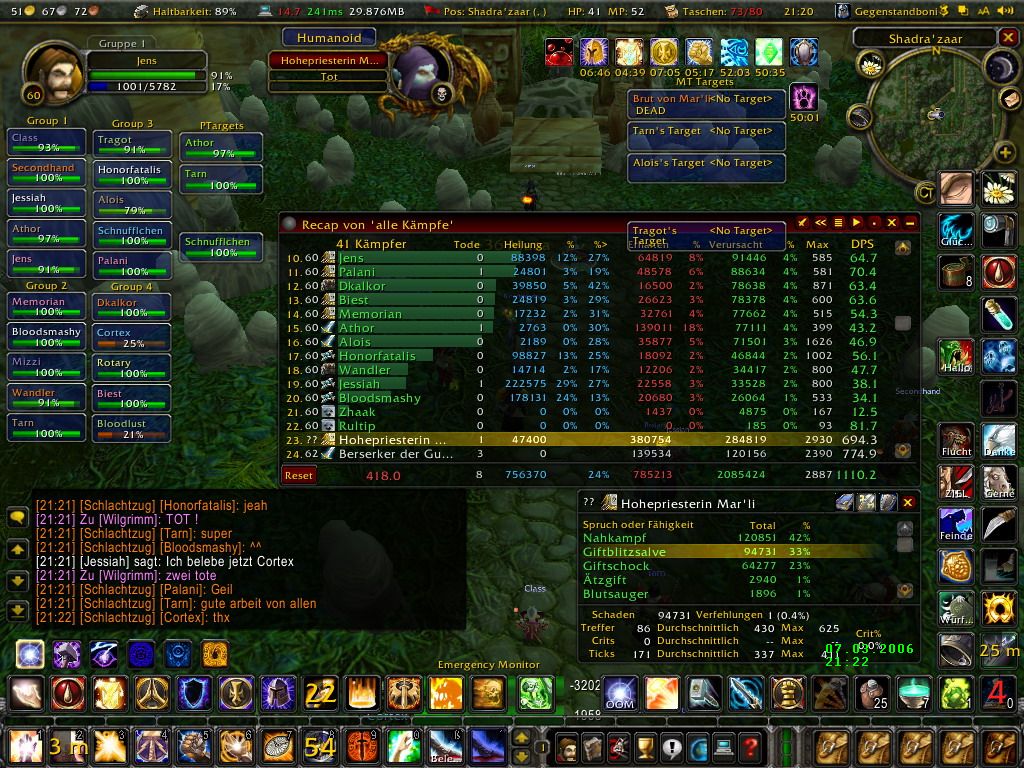 51 67 72 Haltbarkeit: 89% 14.7 241ms 29.876MB Pos: Shadra'zaar (, ) HP: 41 MP: 52 Taschen: 73/80 21:20 Gegenstandboni
Gruppe 1
Jens
91%
1001/5782 17%
60
Humanoid
Hohepriesterin M...
Tot
06:46 04:39 07:05 05:17 52:03 50:35
MT Targets
Brut von Mar'li <No Target>
DEAD
50:01
Tarn's Target <No Target>
Alois's Target <No Target>
Shadra'zaar
N
Group 1
Class
93%
Secondhand
100%
Jessiah
100%
Athor
97%
Jens
91%
Group 2
Memorian
100%
Bloodsmashy
100%
Mizzi
100%
Wandler
91%
Tarn
100%
Group 3
Tragot
91%
Honorfatalis
100%
Alois
79%
Schnufflchen
100%
Palani
100%
Group 4
Dkalkor
100%
Cortex
25%
Rotary
100%
Biest
100%
Bloodlust
21%
PTargets
Athor
97%
Tarn
100%
Schnufflchen
100%
Recap von 'alle Kämpfe'
Tragot's
Target
41 Kämpfer Tode Heilung % %> Verursacht % Max DPS
10. 60 Jens 0 88398 12% 27% 64819 8% 91446 4% 585 64.7
11. 60 Palani 1 24801 3% 19% 48578 6% 88634 4% 581 70.4
12. 60 Dkalkor 0 39850 5% 42% 16500 2% 78638 4% 871 63.4
13. 60 Biest 0 24819 3% 29% 26623 3% 78378 4% 600 63.6
14. 60 Memorian 0 17232 2% 31% 32761 4% 77662 4% 515 54.3
15. 60 Athor 1 2763 0% 30% 139011 18% 77111 4% 399 43.2
16. 60 Alois 0 2189 0% 28% 35877 5% 71501 3% 1626 46.9
17. 60 Honorfatalis 0 98827 13% 25% 18092 2% 46844 2% 1002 56.1
18. 60 Wandler 0 14714 2% 17% 12206 2% 34417 2% 800 47.7
19. 60 Jessiah 1 222575 29% 27% 22558 3% 33528 2% 800 38.1
20. 60 Bloodsmashy 0 178131 24% 13% 20680 3% 26064 1% 533 34.1
21. 60 Zhaak 0 0 0% 0% 1437 0% 4875 0% 167 12.5
22. 60 Rultip 0 0 0% 0% 0 0% 185 0% 93 81.7
23. ?? Hohepriesterin ... 1 47400 380754 284819 2930 694.3
24. 62 Berserker der Gu... 3 0 139534 120156 2390 774.9
Reset 418.0 8 756370 24% 785213 2085424 2887 1110.2
?? Hohepriesterin Mar'li
Spruch oder Fähigkeit Total %
Nahkampf 120851 42%
Giftblitzsalve 94731 33%
Giftschock 64277 23%
Ätzgift 2940 1%
Blutsauger 1896 1%
Schaden 94731 Verfehlungen 1 (0.4%)
Treffer 86 Durchschnittlich 430 Max 625
Crits 0 Durchschnittlich -- Max Crit%
Ticks 171 Durchschnittlich 337 Max
07.01.2006
21:22
[21:21] [Schlachtzug] [Honorfatalis]: jeah
[21:21] Zu [Wilgrimm]: TOT !
[21:21] [Schlachtzug] [Tarn]: super
[21:21] [Schlachtzug] [Bloodsmashy]: ^^
[21:21] [Jessiah] sagt: Ich belebe jetzt Cortex
[21:21] Zu [Wilgrimm]: zwei tote
[21:21] [Schlachtzug] [Palani]: Geil
[21:21] [Schlachtzug] [Tarn]: gute arbeit von allen
[21:22] [Schlachtzug] [Cortex]: thx
Class
Secondhand
Emergency Monitor
CT
Glüc..
8
Hallo
Flucht Danke
ZIEL Gerne
Feinde
Würf..
25 m
22
-3202
OOM
25
4
3 m
54
Bele..